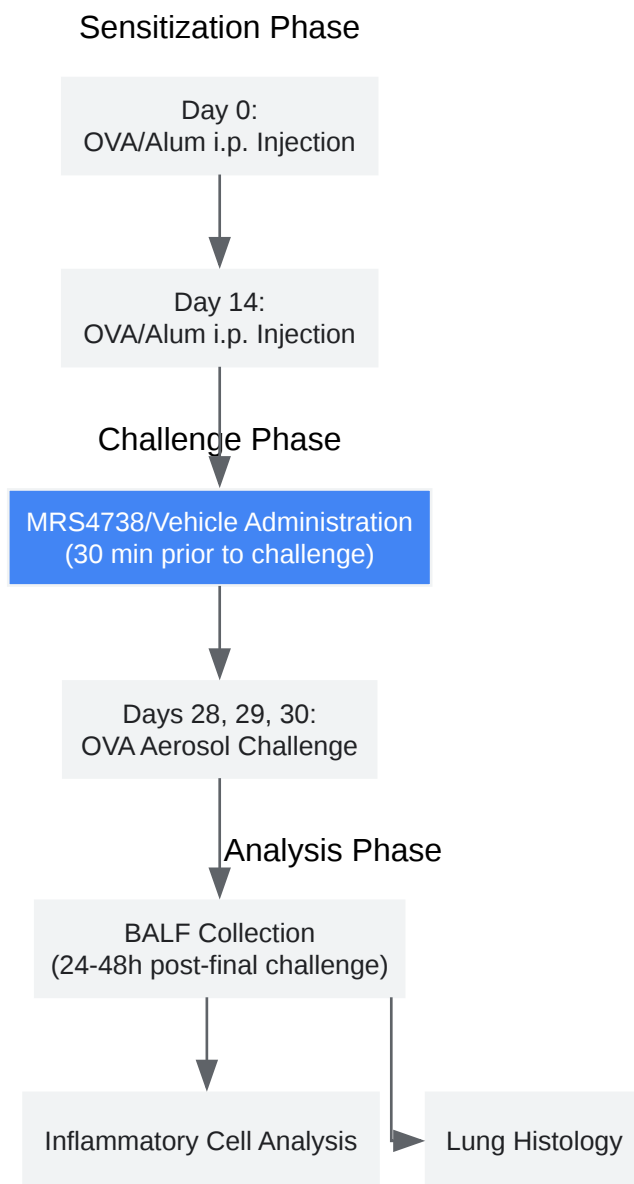 Sensitization Phase
Day 0:
OVA/Alum i.p. Injection
Day 14:
OVA/Alum i.p. Injection
Challenge Phase
MRS4738/Vehicle Administration
(30 min prior to challenge)
Days 28, 29, 30:
OVA Aerosol Challenge
Analysis Phase
BALF Collection
(24-48h post-final challenge)
Inflammatory Cell Analysis
Lung Histology